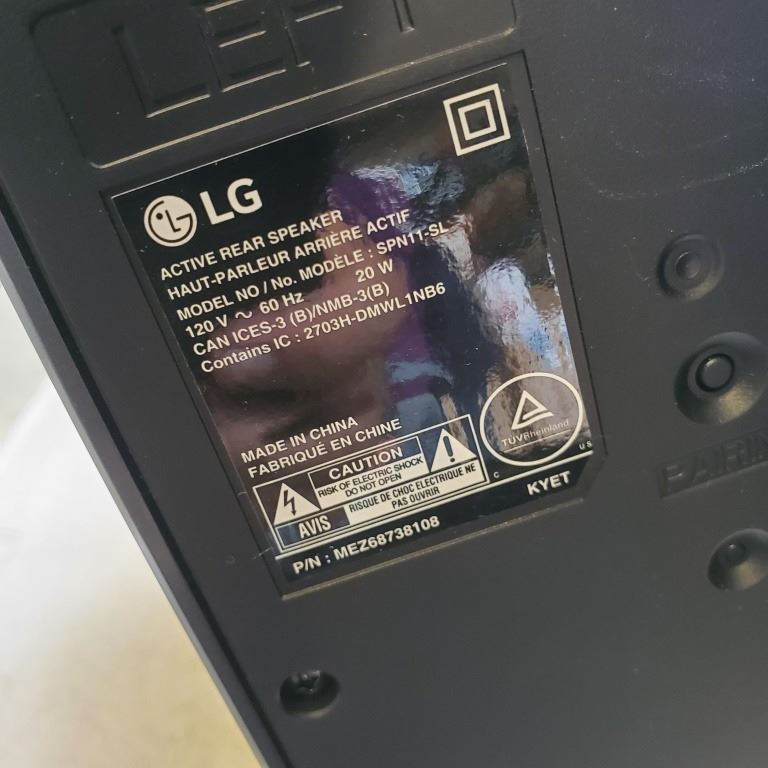 LEFT
LG
ACTIVE REAR SPEAKER
HAUT-PARLEUR ARRIÈRE ACTIF
MODEL NO / No. MODÈLE : SPN11-SL
120 V ~ 60 Hz 20 W
CAN ICES-3 (B)/NMB-3(B)
Contains IC : 2703H-DMWL1NB6
MADE IN CHINA
FABRIQUÉ EN CHINE
CAUTION
RISK OF ELECTRIC SHOCK
DO NOT OPEN
AVIS
RISQUE DE CHOC ELECTRIQUE NE
PAS OUVRIR
TÜVRheinland
C US
KYET
P/N : MEZ68738108